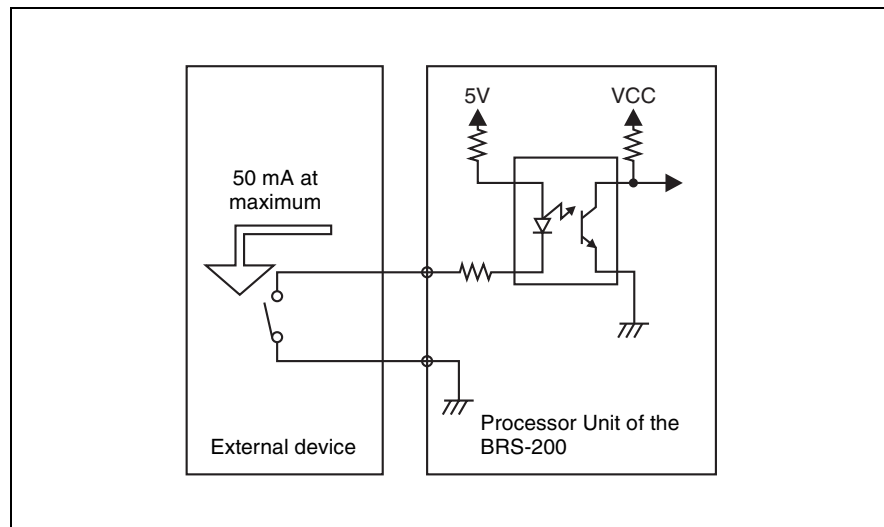 5V
VCC
50 mA at
maximum
External device
Processor Unit of the
BRS-200